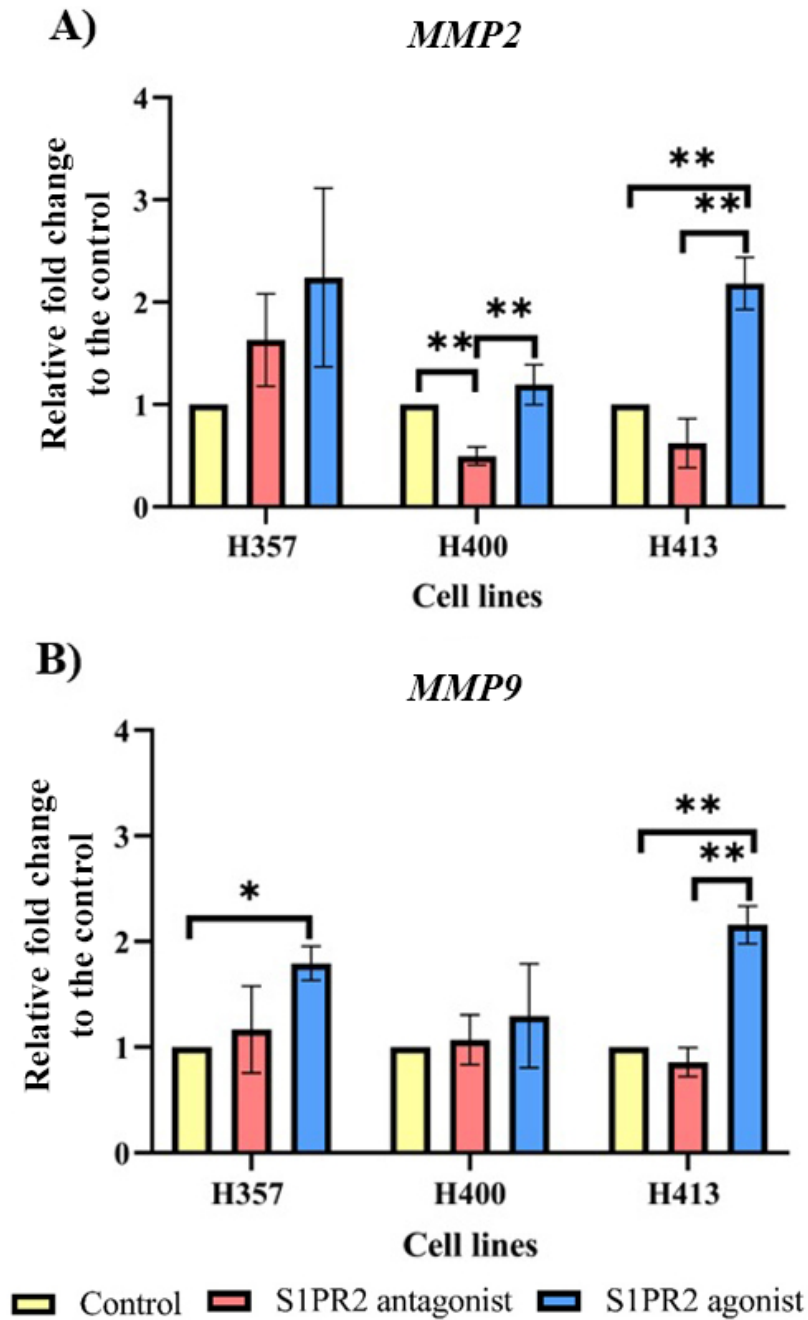 A)
MMP2
Relative fold change
to the control
4
3
2
1
0
**
**
**
**
H357
H400
H413
Cell lines
B)
MMP9
Relative fold change
to the control
4
3
2
1
0
*
**
**
H357
H400
H413
Cell lines
Control
S1PR2 antagonist
S1PR2 agonist